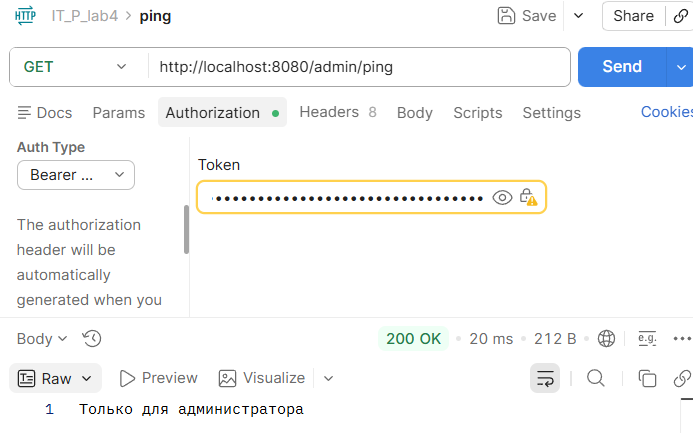 HTTP IT_P_lab4 > ping Save Share
GET http://localhost:8080/admin/ping Send
Docs Params Authorization Headers 8 Body Scripts Settings Cookies
Auth Type
Bearer ...
The authorization
header will be
automatically
generated when you
Token
Body 200 OK • 20 ms • 212 B e.g. ...
Raw Preview Visualize
1 Только для администратора